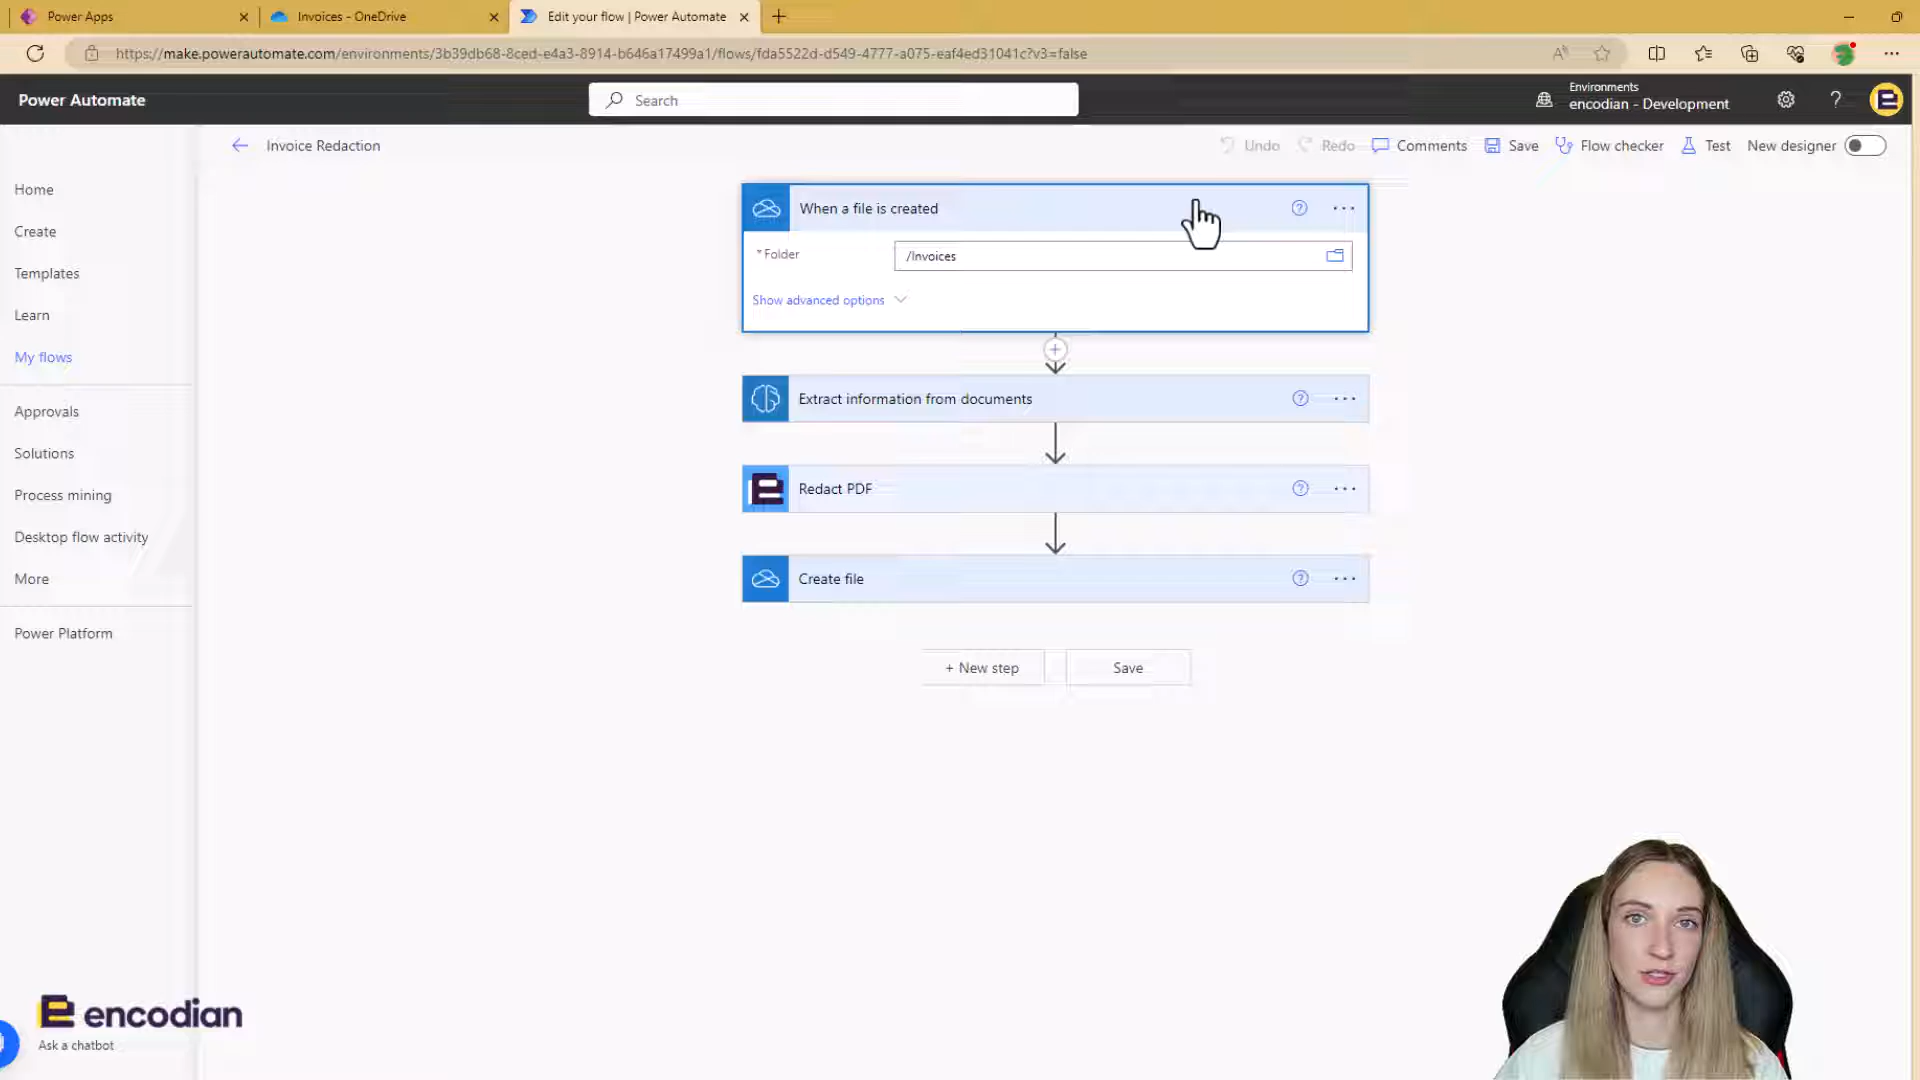 Power Apps
Invoices - OneDrive
Edit your flow | Power Automate
https://make.powerautomate.com/environments/3b39db68-8ced-e4a3-8914-b646a17499a1/flows/fda5522d-d549-4777-a075-eaf4ed31041c?v3=false
Power Automate
Search
Environments
encodian - Development
Invoice Redaction
Undo
Redo
Comments
Save
Flow checker
Test
New designer
Home
Create
Templates
Learn
My flows
Approvals
Solutions
Process mining
Desktop flow activity
More
Power Platform
When a file is created
* Folder
/Invoices
Show advanced options
Extract information from documents
Redact PDF
Create file
+ New step
Save
encodian
Ask a chatbot